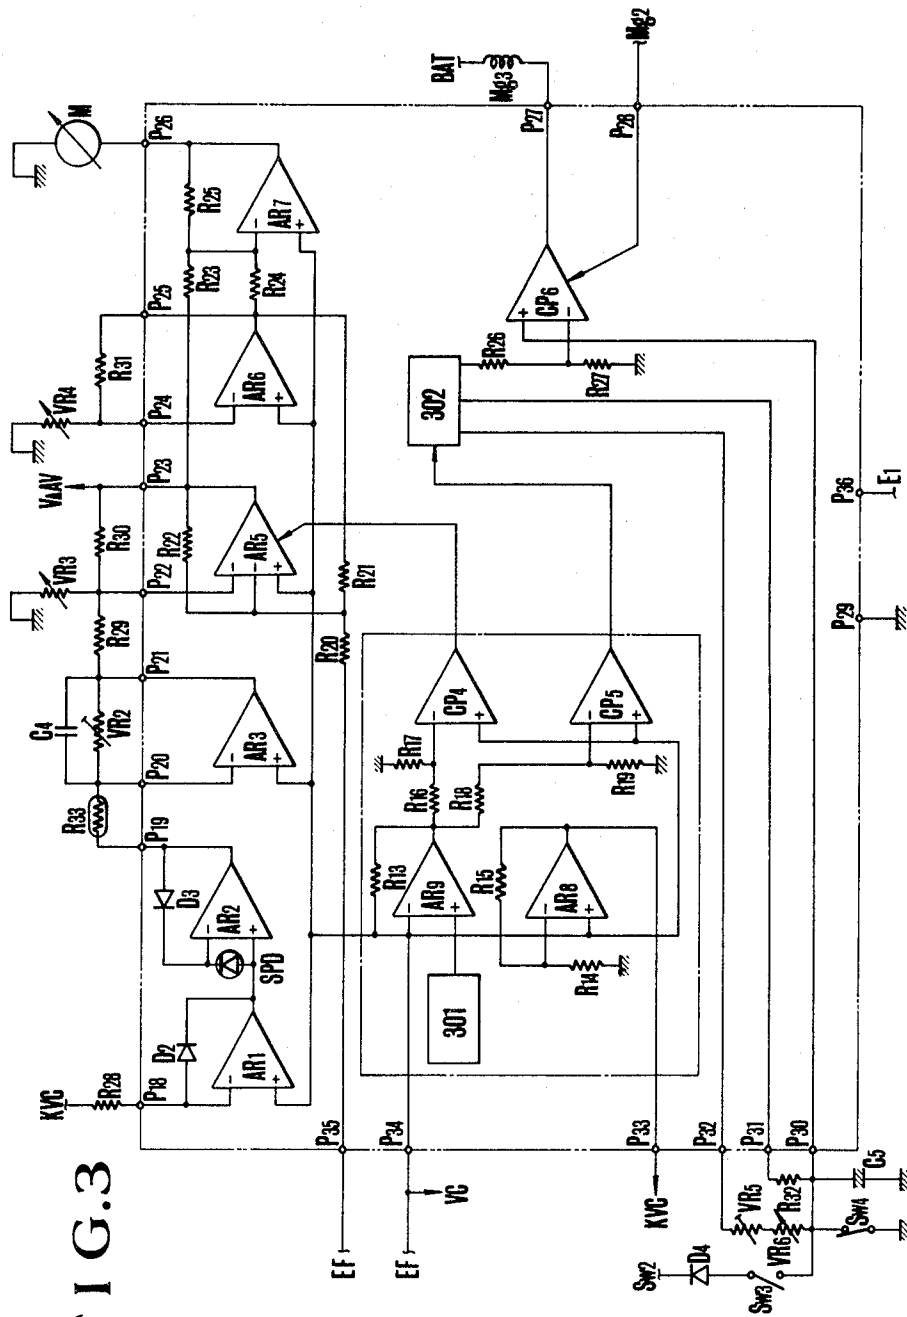 FIG.3
KVC
R28
P18
D2
AR1
SPD
AR2
D3
P19
R33
P20
C4
VR2
AR3
P21
R29
VR3
P22
R30
VΔAV
P23
R22
AR5
VR4
P24
R31
AR6
P25
R23
R24
R25
AR7
P26
M
EF
P35
R20
R21
EF
P34
VC
301
R13
AR9
R15
AR8
R14
R16
R17
R18
R19
CP4
CP5
302
R26
R27
CP6
BAT
Mg3
P27
P28
Mg2
KVC
P33
P32
P31
P30
VR5
VR6
R32
C5
SW4
SW2
D4
SW3
P29
P36
E1